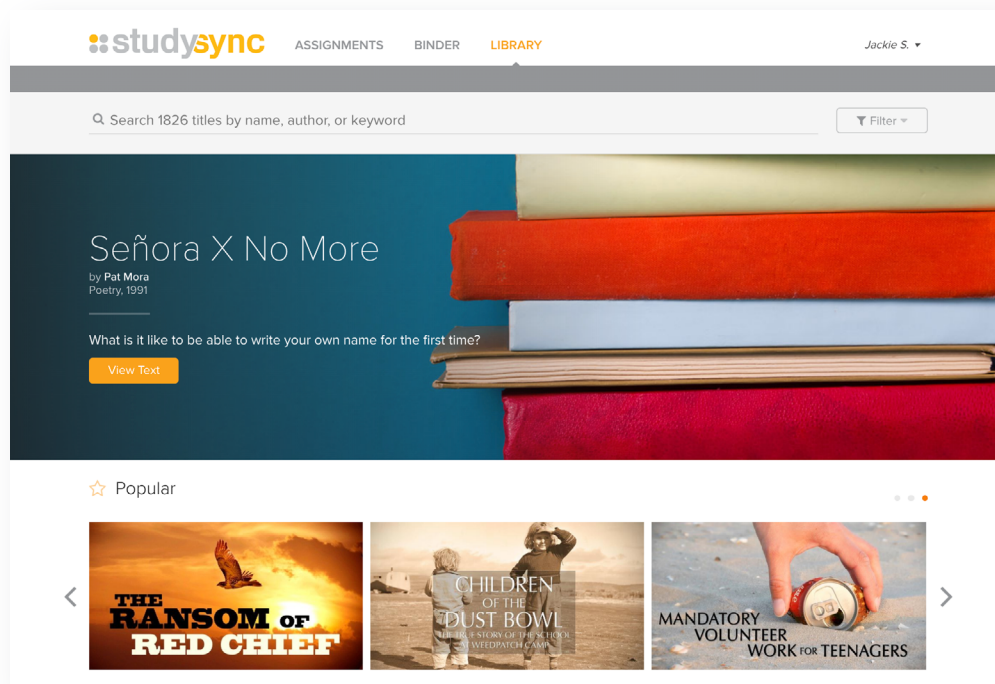 studysync ASSIGNMENTS BINDER LIBRARY Jackie S.
Search 1826 titles by name, author, or keyword Filter
Señora X No More
by Pat Mora
Poetry, 1991
What is it like to be able to write your own name for the first time?
View Text
Popular
THE
RANSOM OF
RED CHIEF
CHILDREN
OF THE
DUST BOWL
THE TRUE STORY OF THE SCHOOL
AT WEEDPATCH CAMP
MANDATORY
VOLUNTEER
WORK FOR TEENAGERS